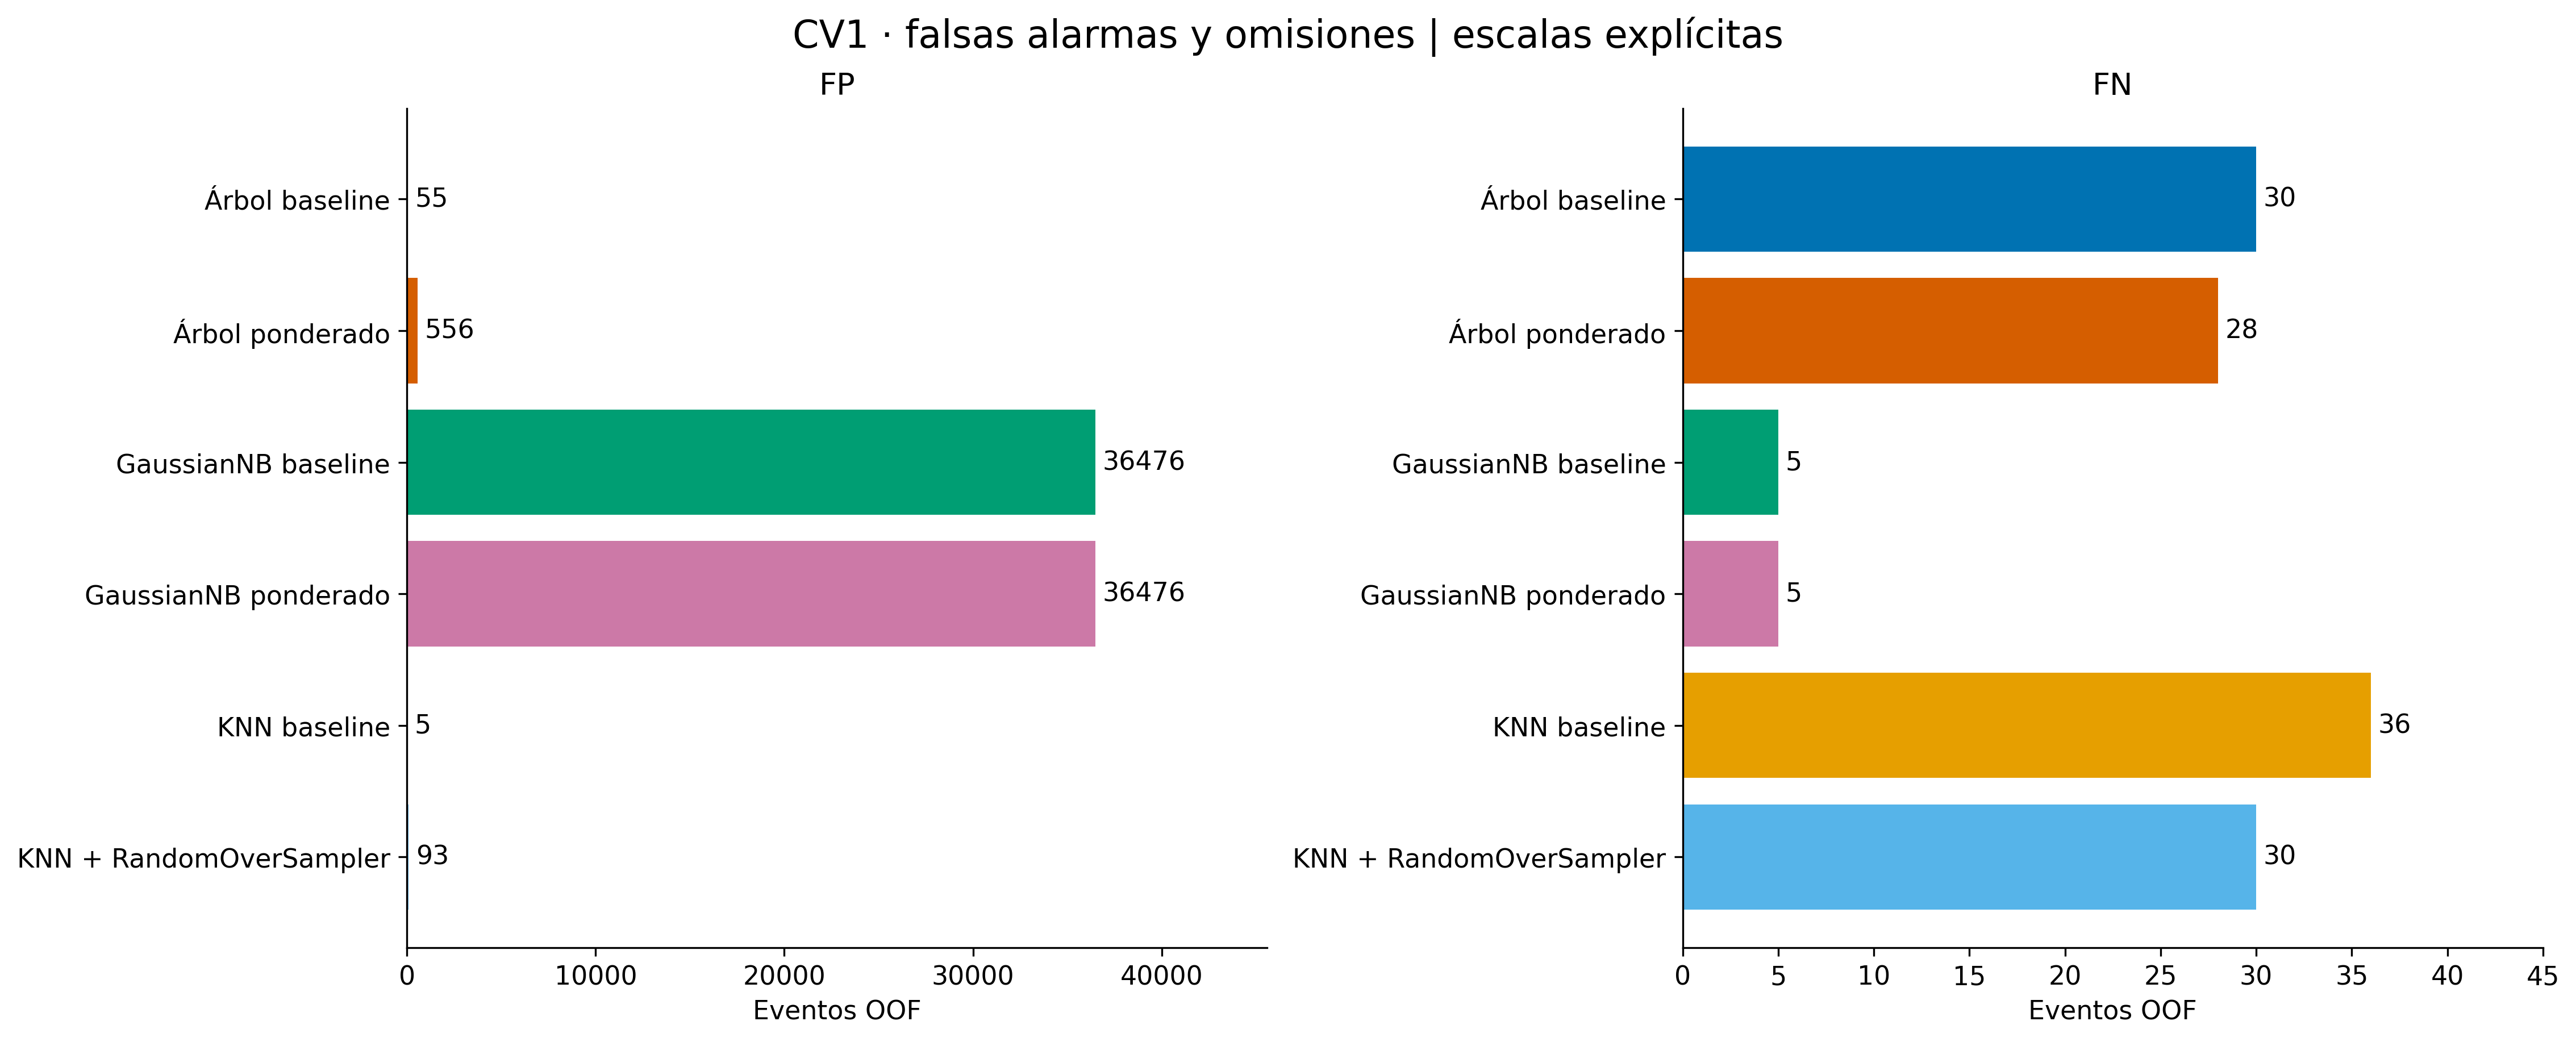 CV1 · falsas alarmas y omisiones | escalas explícitas
FP
Árbol baseline
55
Árbol ponderado
556
GaussianNB baseline
36476
GaussianNB ponderado
36476
KNN baseline
5
KNN + RandomOverSampler
93
0 10000 20000 30000 40000
Eventos OOF
FN
Árbol baseline
30
Árbol ponderado
28
GaussianNB baseline
5
GaussianNB ponderado
5
KNN baseline
36
KNN + RandomOverSampler
30
0 5 10 15 20 25 30 35 40 45
Eventos OOF